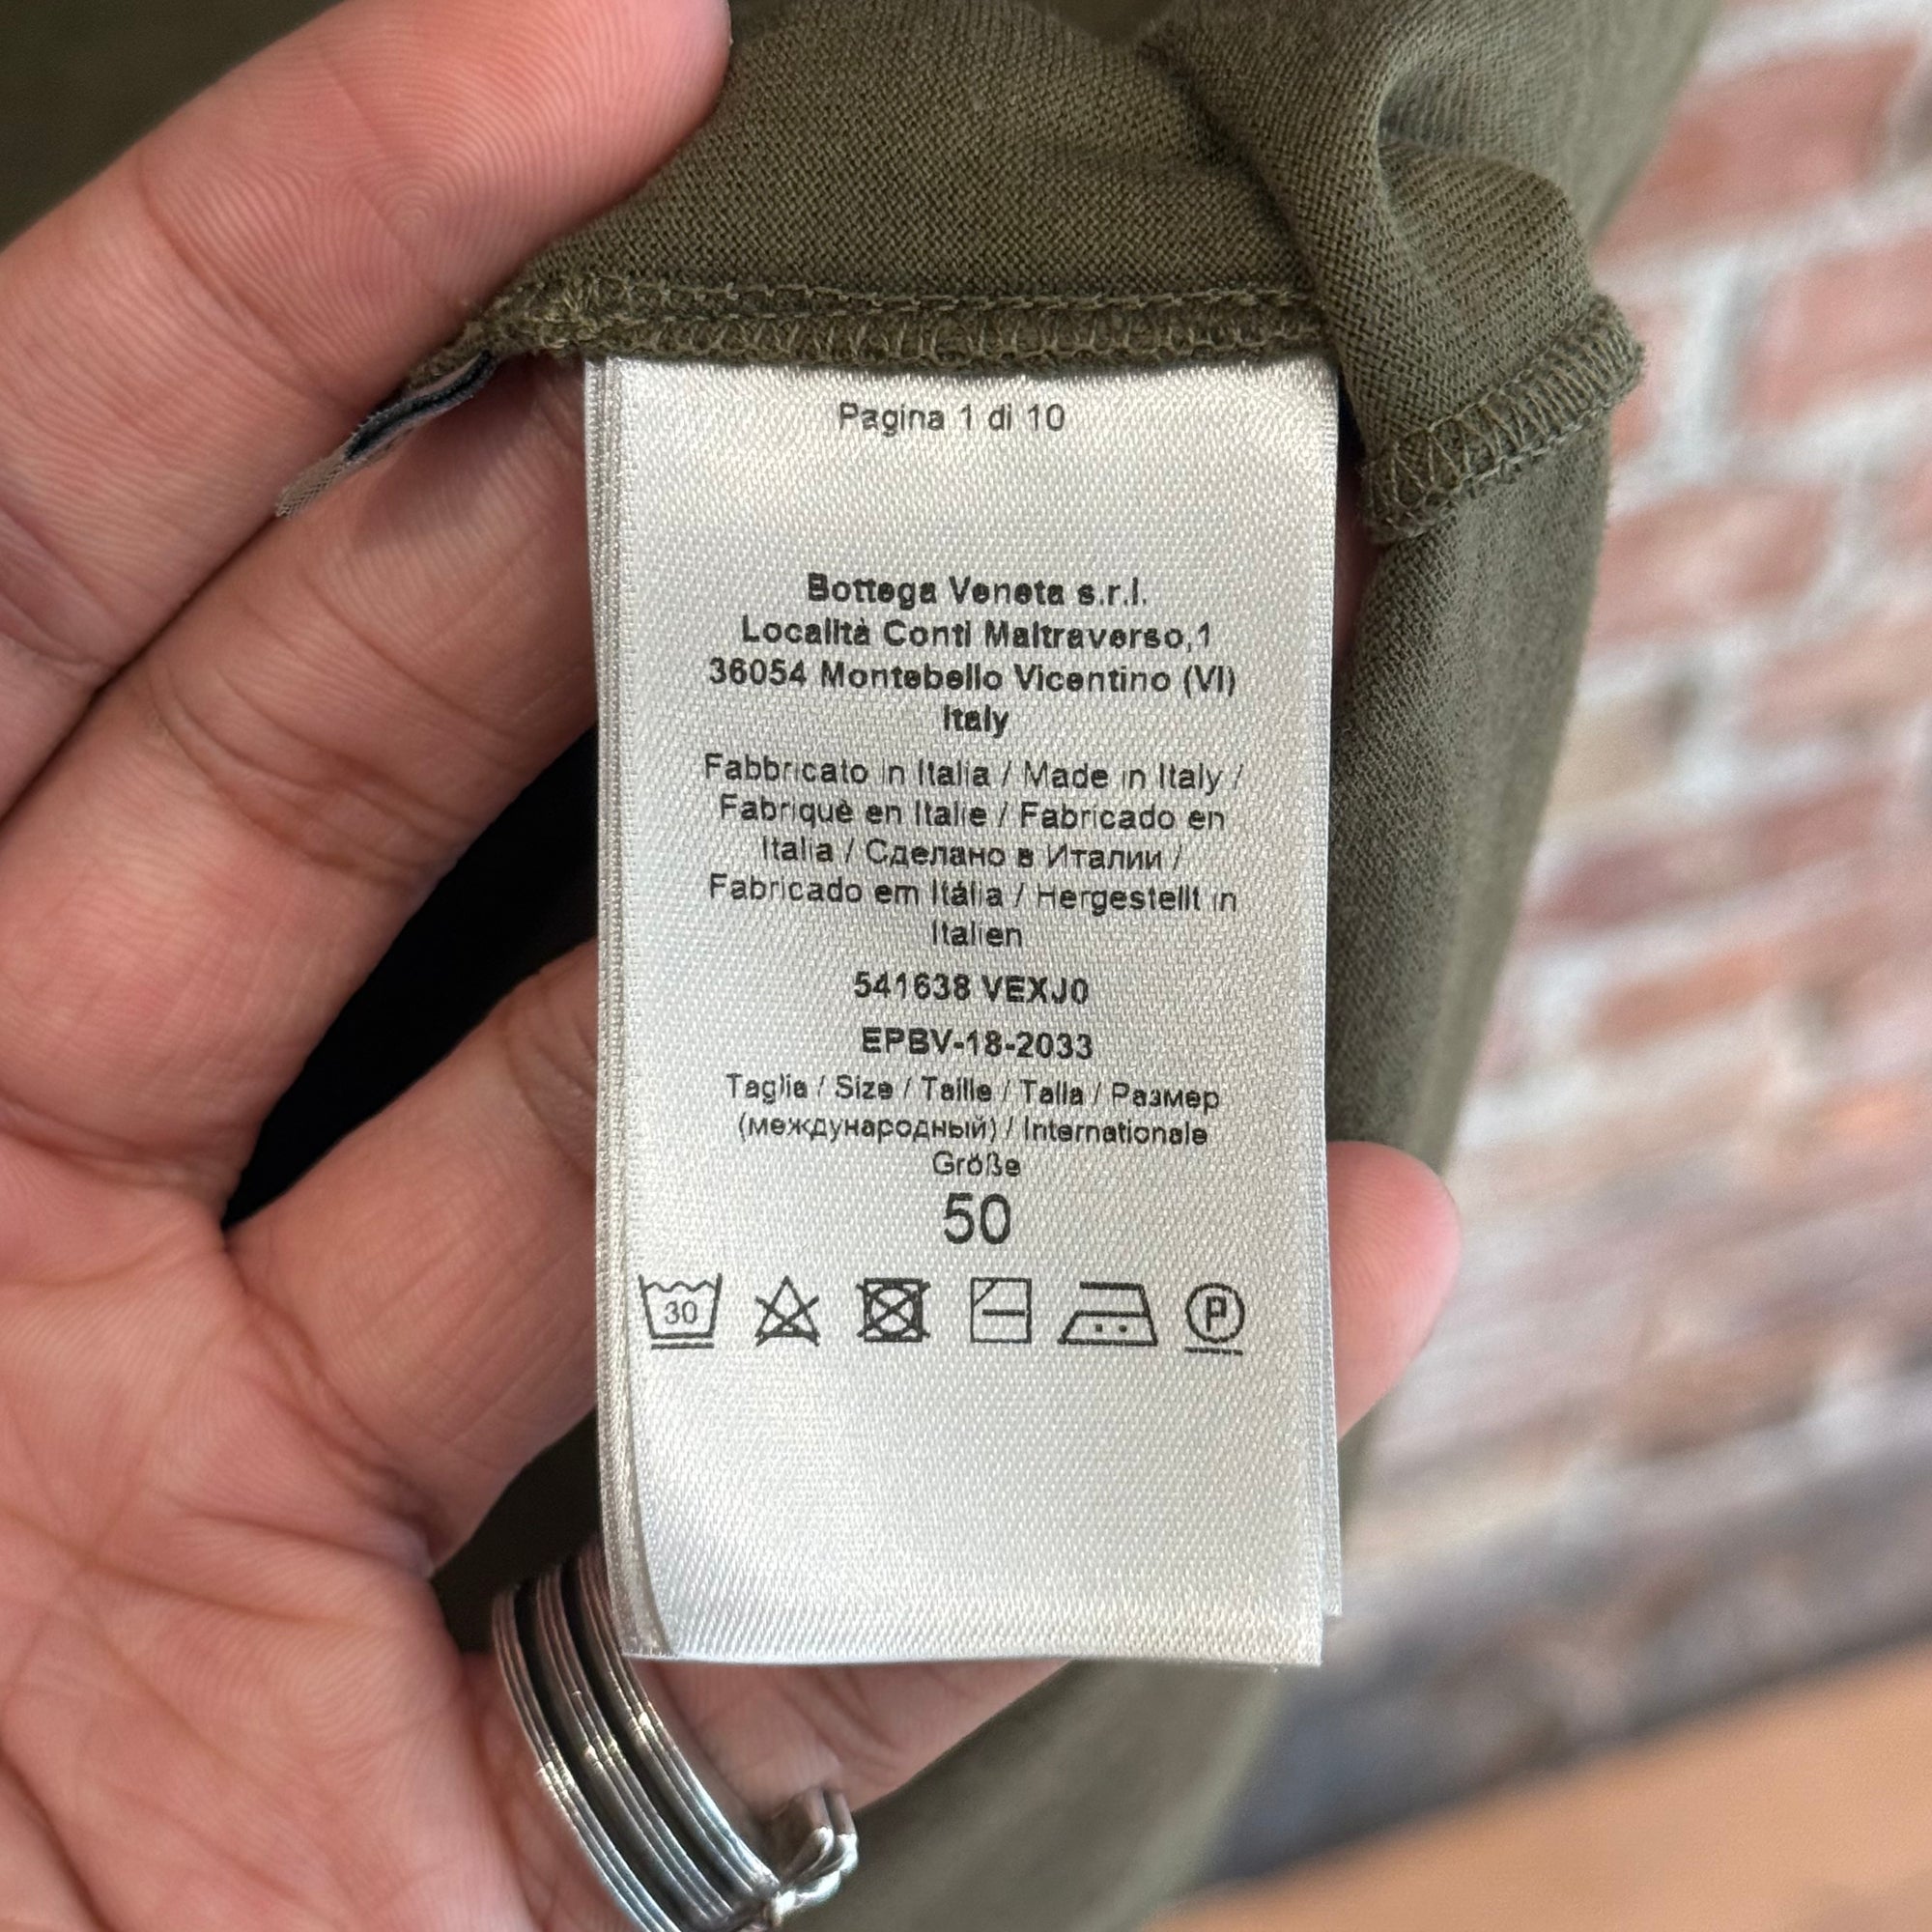 Pagina 1 di 10
Bottega Veneta s.r.l.
Località Conti Maltraverso,1
36054 Montebello Vicentino (VI)
Italy
Fabbricato in Italia / Made in Italy /
Fabriquè en Italie / Fabricado en
Italia / Сделано в Италии /
Fabricado em Itália / Hergestellt in
Italien
541638 VEXJ0
EPBV-18-2033
Taglia / Size / Taille / Talla / Размер
(международный) / Internationale
Größe
50
30 P